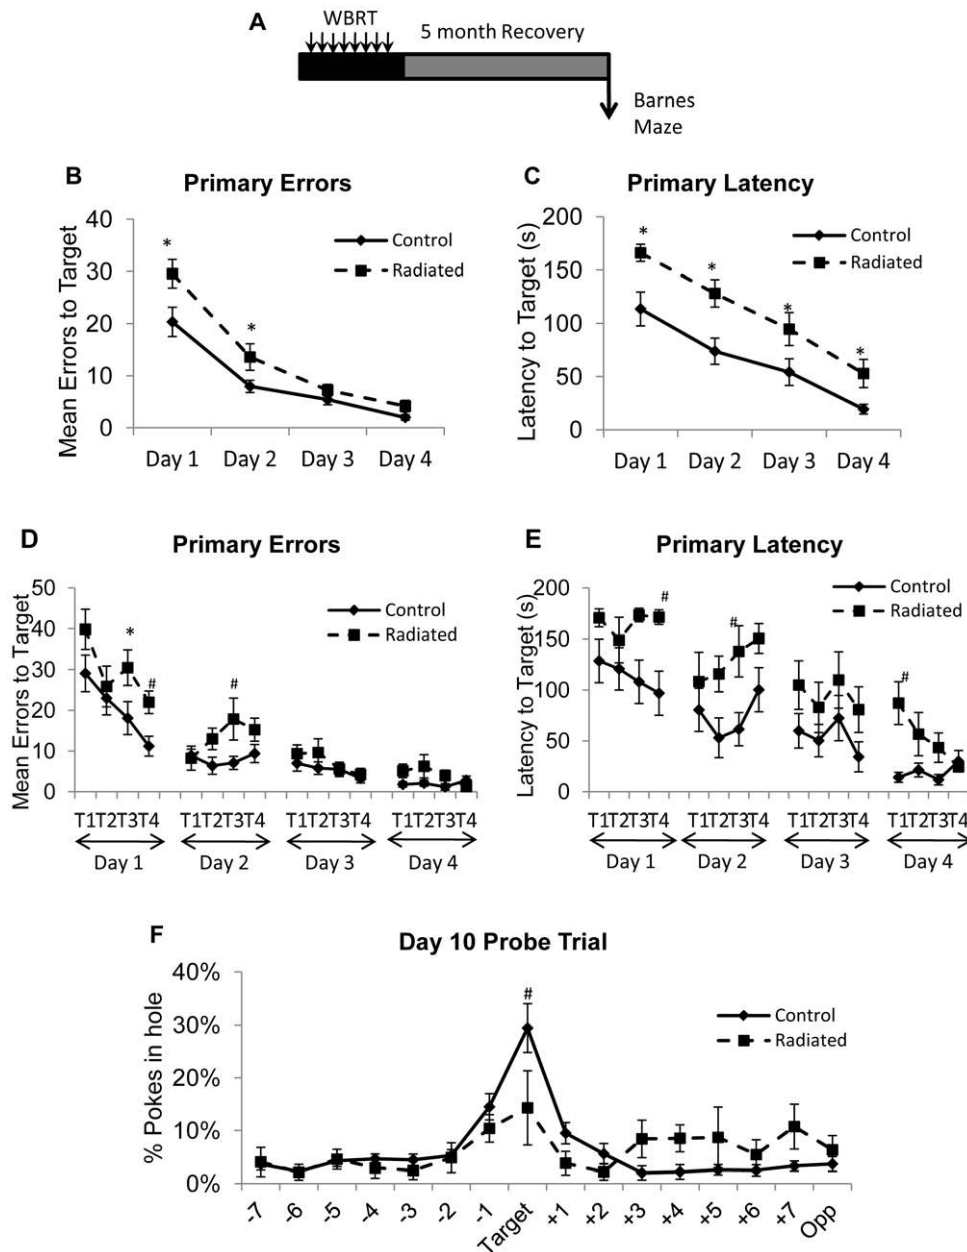 A
WBRT
5 month Recovery
Barnes
Maze
B
Primary Errors
Mean Errors to Target
40
30
20
10
0
*
*
Control
Radiated
Day 1 Day 2 Day 3 Day 4
C
Primary Latency
Latency to Target (s)
200
150
100
50
0
*
*
*
*
Control
Radiated
Day 1 Day 2 Day 3 Day 4
D
Primary Errors
Mean Errors to Target
50
40
30
20
10
0
*
#
#
Control
Radiated
T1T2T3T4 T1T2T3T4 T1T2T3T4 T1T2T3T4
Day 1 Day 2 Day 3 Day 4
E
Primary Latency
Latency to Target (s)
200
150
100
50
0
#
#
#
Control
Radiated
T1T2T3T4 T1T2T3T4 T1T2T3T4 T1T2T3T4
Day 1 Day 2 Day 3 Day 4
F
Day 10 Probe Trial
% Pokes in hole
40%
30%
20%
10%
0%
#
Control
Radiated
-7 -6 -5 -4 -3 -2 -1 Target +1 +2 +3 +4 +5 +6 +7 Opp